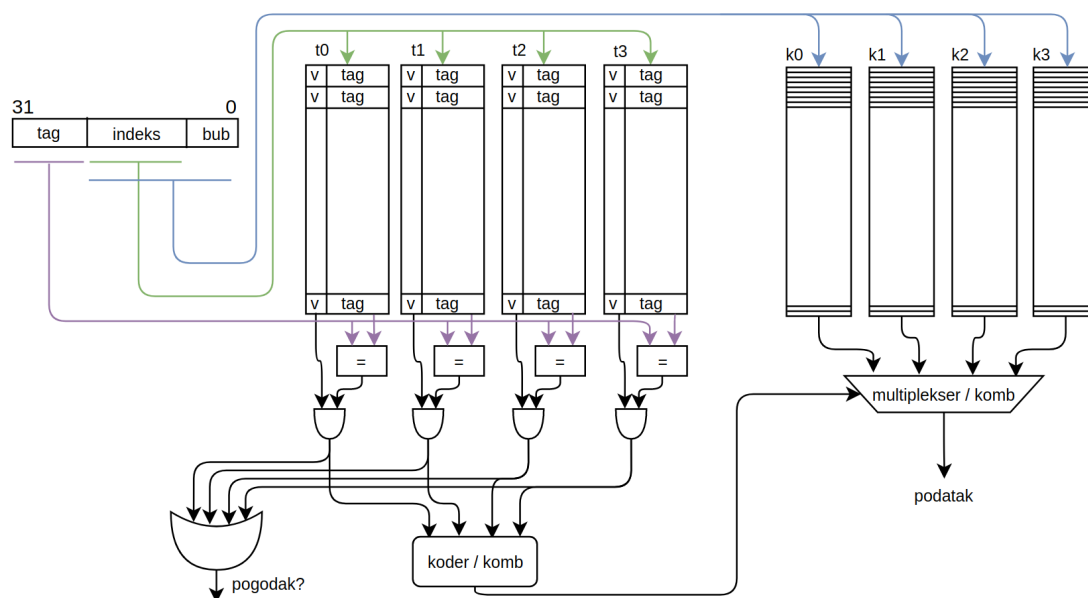 t0 t1 t2 t3
k0 k1 k2 k3
v tag v tag v tag v tag
v tag v tag v tag v tag
31 0
tag indeks bub
v tag v tag v tag v tag
= = = =
multiplekser / komb
podatak
koder / komb
pogodak?